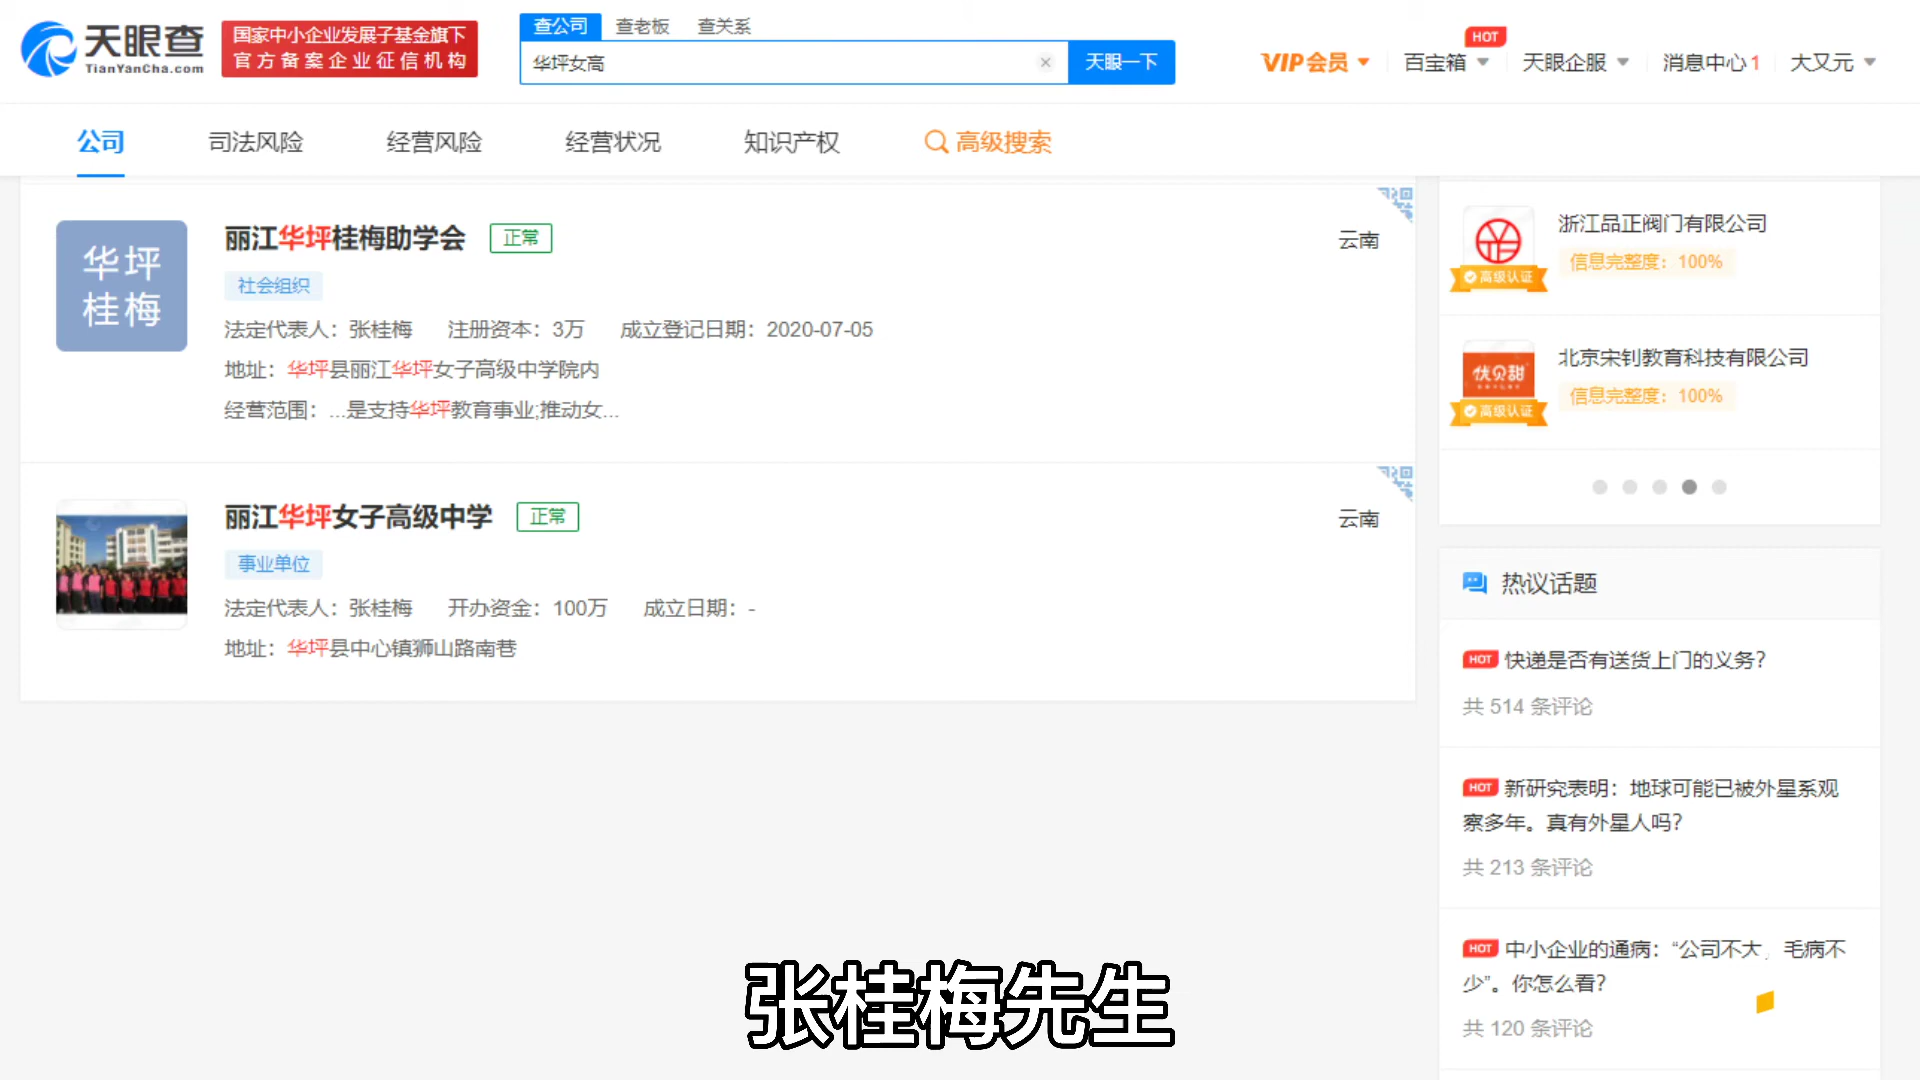 天眼查
TianYanCha.com
国家中小企业发展子基金旗下
官方备案企业征信机构
查公司 查老板 查关系
华坪女高 × 天眼一下
VIP会员 百宝箱 HOT 天眼企服 消息中心1 大又元
公司 司法风险 经营风险 经营状况 知识产权 高级搜索
华坪
桂梅
丽江华坪桂梅助学会 正常
云南
社会组织
法定代表人：张桂梅 注册资本：3万 成立登记日期：2020-07-05
地址：华坪县丽江华坪女子高级中学院内
经营范围：...是支持华坪教育事业;推动女...
丽江华坪女子高级中学 正常
云南
事业单位
法定代表人：张桂梅 开办资金：100万 成立日期：-
地址：华坪县中心镇狮山路南巷
浙江品正阀门有限公司
信息完整度：100%
高级认证
北京宋钊教育科技有限公司
优贝甜
信息完整度：100%
高级认证
热议话题
HOT 快递是否有送货上门的义务？
共 514 条评论
HOT 新研究表明：地球可能已被外星系观
察多年。真有外星人吗？
共 213 条评论
HOT 中小企业的通病：“公司不大，毛病不
少”。你怎么看？
共 120 条评论
张桂梅先生